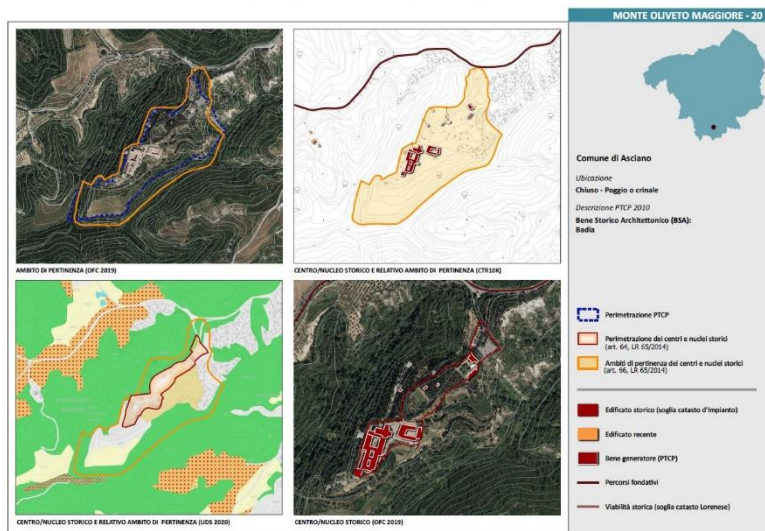 MONTE OLIVETO MAGGIORE - 20
AMBITO DI PERTINENZA (OFC 2019)
CENTRO/NUCLEO STORICO E RELATIVO AMBITO DI PERTINENZA (CTR10K)
CENTRO/NUCLEO STORICO E RELATIVO AMBITO DI PERTINENZA (UDS 2020)
CENTRO/NUCLEO STORICO (OFC 2019)
Comune di Asciano
Ubicazione
Chiuso - Poggio o crinale
Descrizione PTCP 2010
Bene Storico Architettonico (BSA):
Badia
Perimetrazione PTCP
Perimetrazione dei centri e nuclei storici
(art. 64, LR 65/2014)
Ambiti di pertinenza dei centri e nuclei storici
(art. 66, LR 65/2014)
Edificato storico (soglia catasto d'impianto)
Edificato recente
Bene generatore (PTCP)
Percorsi fondativi
Viabilità storica (soglia catasto Lorenese)